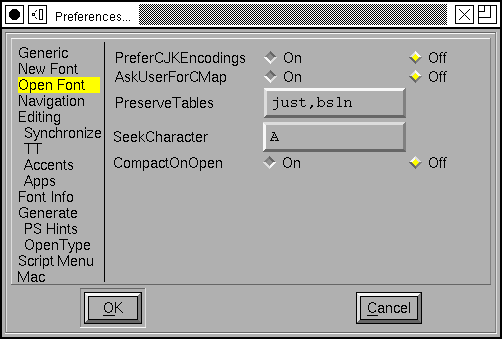 Preferences...
Generic
New Font
Open Font
Navigation
Editing
Synchronize
TT
Accents
Apps
Font Info
Generate
PS Hints
OpenType
Script Menu
Mac
PreferCJKEncodings On Off
AskUserForCMap On Off
PreserveTables just,bsln
SeekCharacter A
CompactOnOpen On Off
OK Cancel